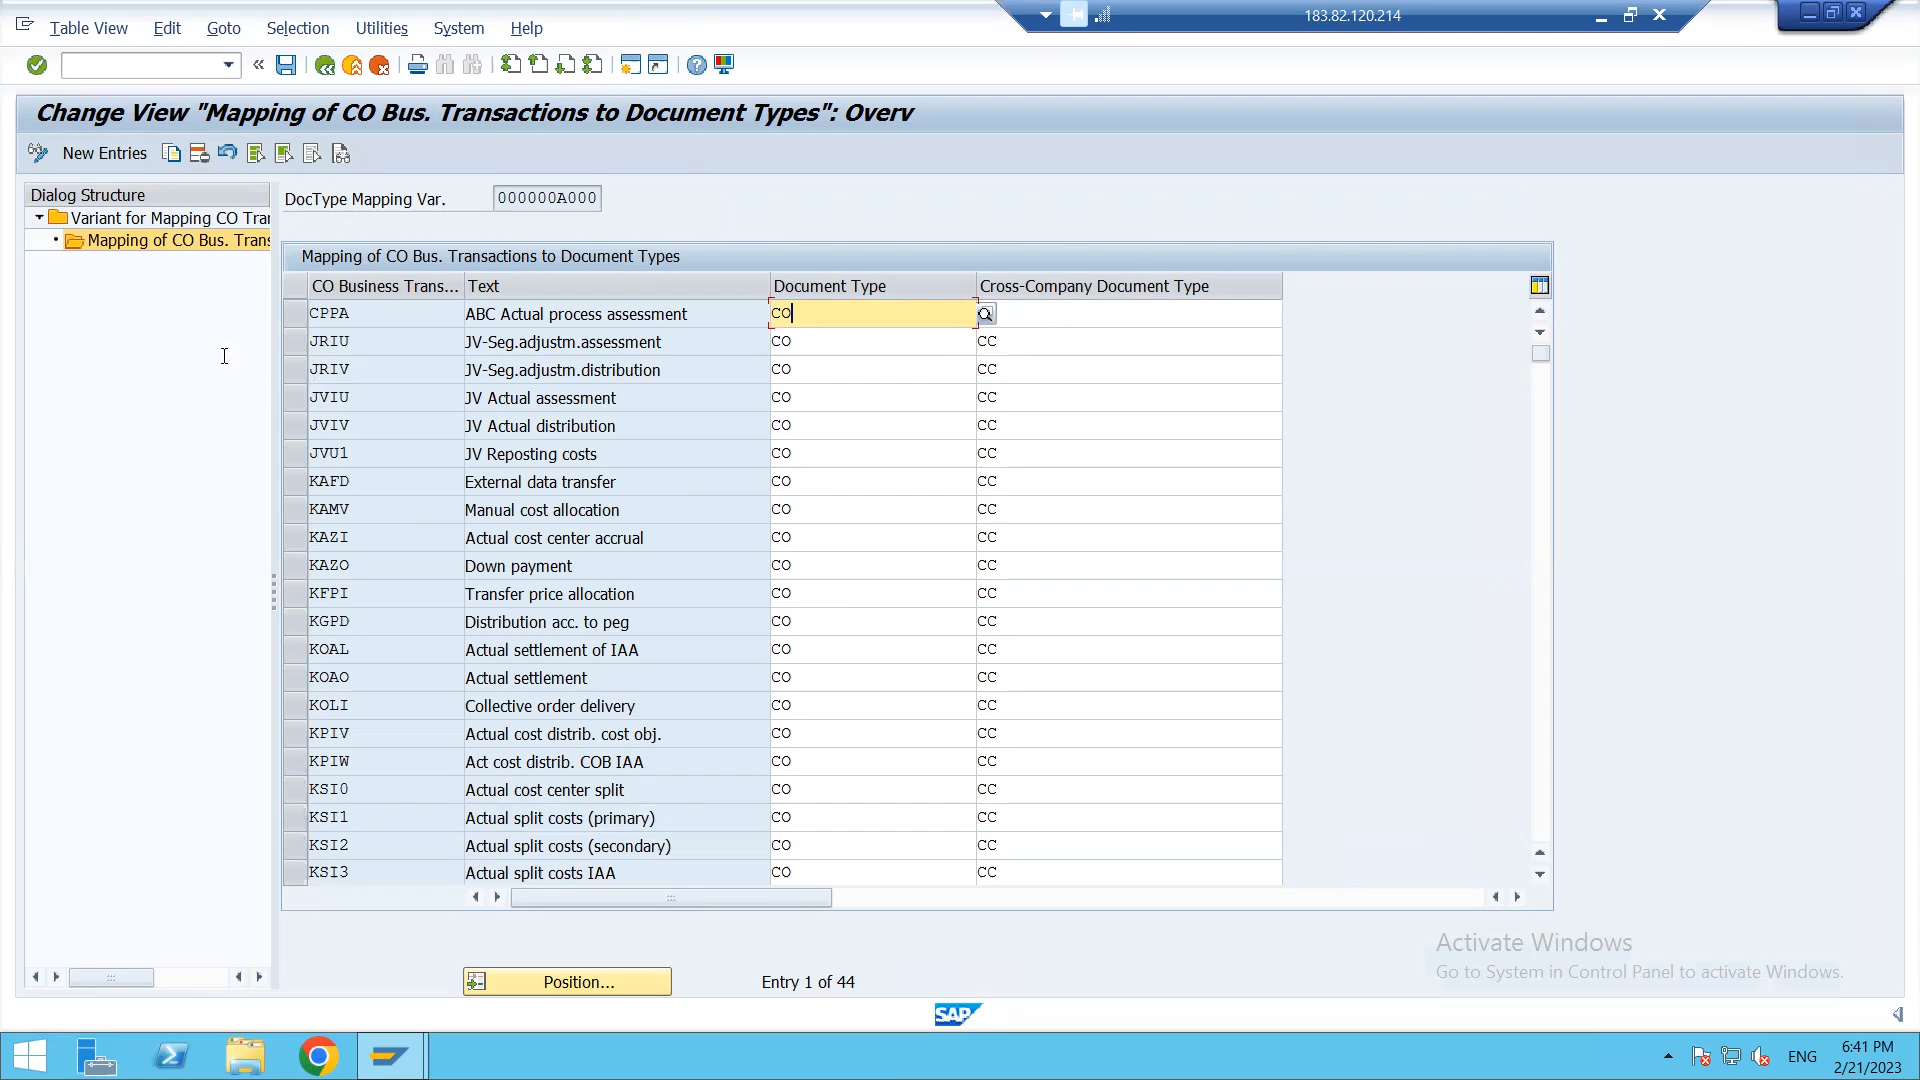 183.82.120.214
Table View Edit Goto Selection Utilities System Help
Change View "Mapping of CO Bus. Transactions to Document Types": Overv
New Entries
Dialog Structure
Variant for Mapping CO Trar
Mapping of CO Bus. Trans
DocType Mapping Var. 000000A000
Mapping of CO Bus. Transactions to Document Types
CO Business Trans... Text Document Type Cross-Company Document Type
CPPA ABC Actual process assessment CO
JRIU JV-Seg.adjustm.assessment CO CC
JRIV JV-Seg.adjustm.distribution CO CC
JVIU JV Actual assessment CO CC
JVIV JV Actual distribution CO CC
JVU1 JV Reposting costs CO CC
KAFD External data transfer CO CC
KAMV Manual cost allocation CO CC
KAZI Actual cost center accrual CO CC
KAZO Down payment CO CC
KFPI Transfer price allocation CO CC
KGPD Distribution acc. to peg CO CC
KOAL Actual settlement of IAA CO CC
KOAO Actual settlement CO CC
KOLI Collective order delivery CO CC
KPIV Actual cost distrib. cost obj. CO CC
KPIW Act cost distrib. COB IAA CO CC
KSI0 Actual cost center split CO CC
KSI1 Actual split costs (primary) CO CC
KSI2 Actual split costs (secondary) CO CC
KSI3 Actual split costs IAA CO CC
Position... Entry 1 of 44
Activate Windows
Go to System in Control Panel to activate Windows.
SAP
ENG
6:41 PM
2/21/2023